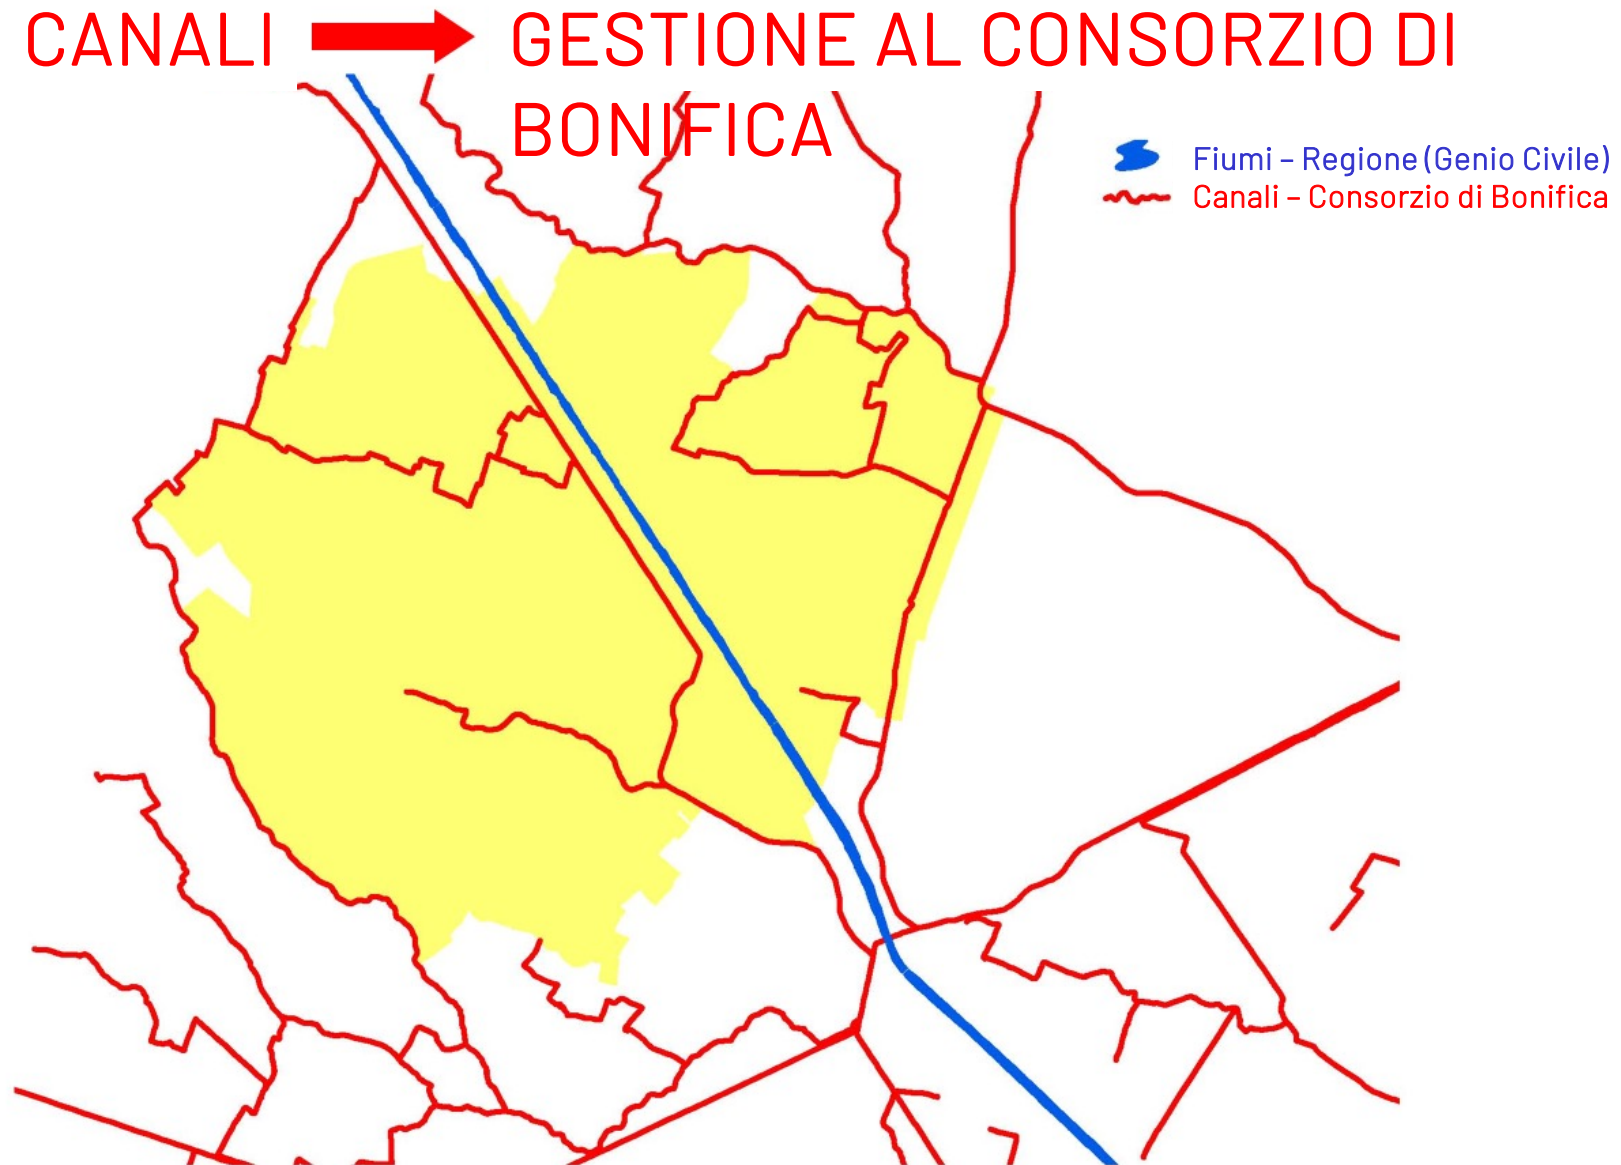 CANALI GESTIONE AL CONSORZIO DI
BONIFICA
Fiumi – Regione (Genio Civile)
Canali – Consorzio di Bonifica